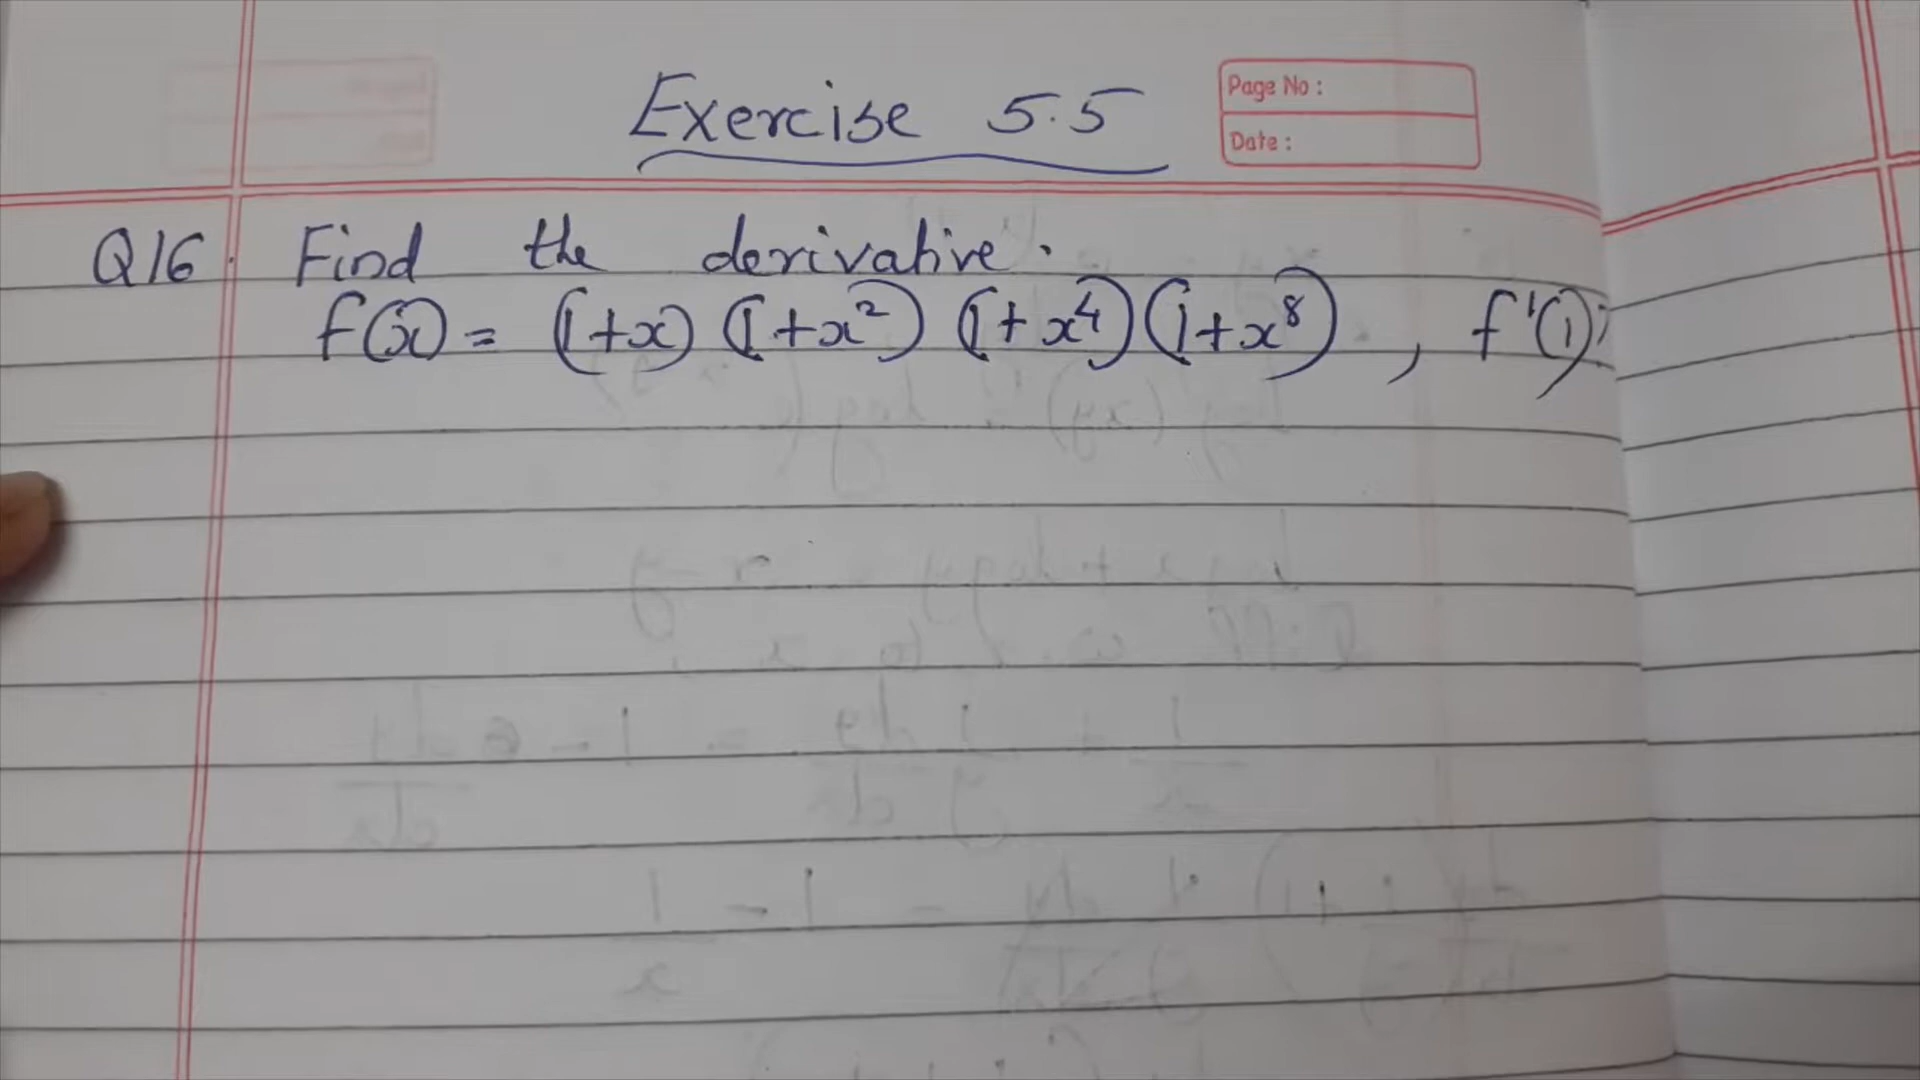 Exercise 5.5
Page No :
Date :
Q16. Find the derivative.
f(x) = (1+x) (1+x²) (1+x⁴) (1+x⁸) , f'(1)